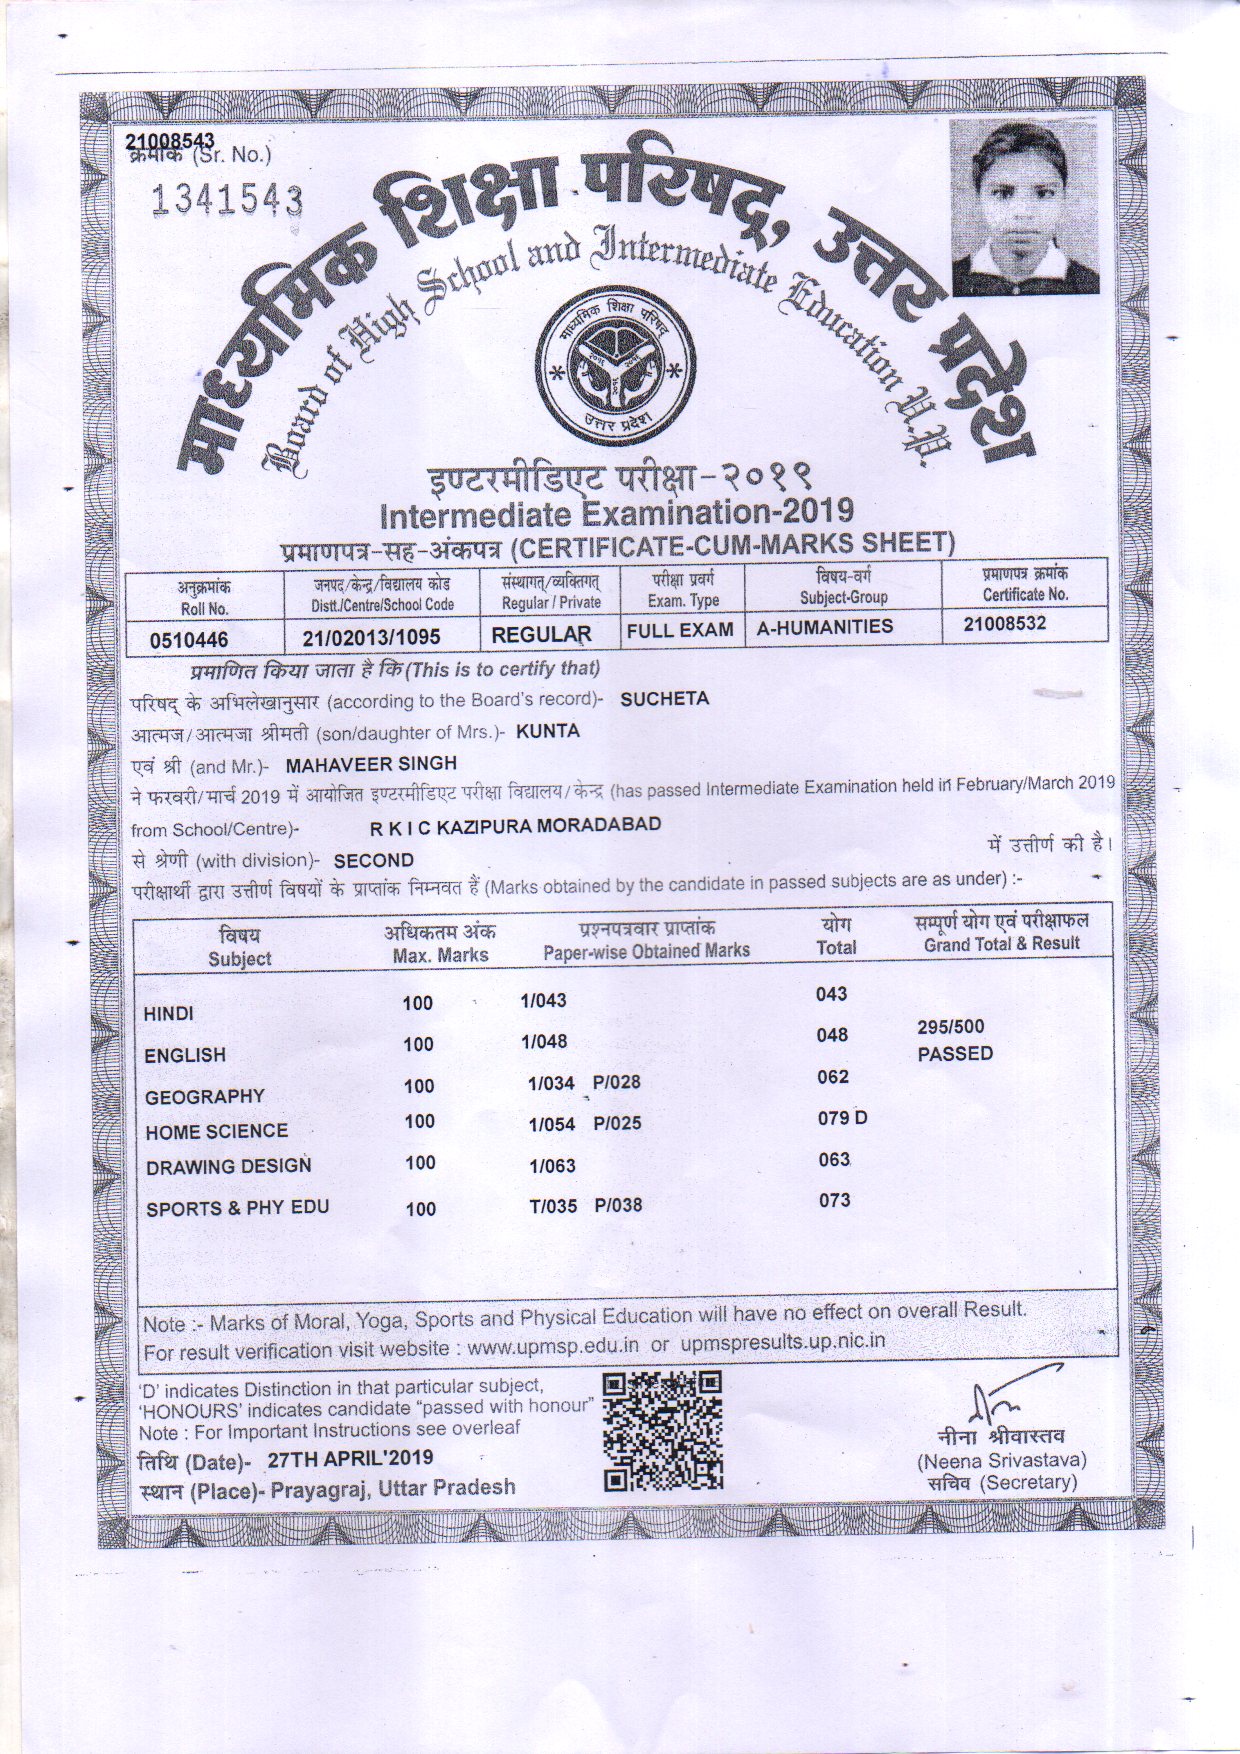 21008543
क्रमांक (Sr. No.)
1341543
माध्यमिक शिक्षा परिषद्, उत्तर प्रदेश
Board of High School and Intermediate Education U.P.
माध्यमिक शिक्षा परिषद्
उत्तर प्रदेश
इण्टरमीडिएट परीक्षा-२०१९
Intermediate Examination-2019
प्रमाणपत्र-सह-अंकपत्र (CERTIFICATE-CUM-MARKS SHEET)
अनुक्रमांक जनपद/केन्द्र/विद्यालय कोड संस्थागत्/व्यक्तिगत् परीक्षा प्रवर्ग विषय-वर्ग प्रमाणपत्र क्रमांक
Roll No. Distt./Centre/School Code Regular / Private Exam. Type Subject-Group Certificate No.
0510446 21/02013/1095 REGULAR FULL EXAM A-HUMANITIES 21008532
प्रमाणित किया जाता है कि (This is to certify that)
परिषद् के अभिलेखानुसार (according to the Board's record)- SUCHETA
आत्मज/आत्मजा श्रीमती (son/daughter of Mrs.)- KUNTA
एवं श्री (and Mr.)- MAHAVEER SINGH
ने फरवरी/मार्च 2019 में आयोजित इण्टरमीडिएट परीक्षा विद्यालय/केन्द्र (has passed Intermediate Examination held in February/March 2019
from School/Centre)- R K I C KAZIPURA MORADABAD
से श्रेणी (with division)- SECOND में उत्तीर्ण की है।
परीक्षार्थी द्वारा उत्तीर्ण विषयों के प्राप्तांक निम्नवत हैं (Marks obtained by the candidate in passed subjects are as under) :-
विषय अधिकतम अंक प्रश्नपत्रवार प्राप्तांक योग सम्पूर्ण योग एवं परीक्षाफल
Subject Max. Marks Paper-wise Obtained Marks Total Grand Total & Result
HINDI 100 1/043 043
295/500
ENGLISH 100 1/048 048
PASSED
GEOGRAPHY 100 1/034 P/028 062
HOME SCIENCE 100 1/054 P/025 079 D
DRAWING DESIGN 100 1/063 063
SPORTS & PHY EDU 100 T/035 P/038 073
Note :- Marks of Moral, Yoga, Sports and Physical Education will have no effect on overall Result.
For result verification visit website : www.upmsp.edu.in or upmspresults.up.nic.in
'D' indicates Distinction in that particular subject,
'HONOURS' indicates candidate "passed with honour"
Note : For Important Instructions see overleaf
तिथि (Date)- 27TH APRIL'2019
स्थान (Place)- Prayagraj, Uttar Pradesh
नीना श्रीवास्तव
(Neena Srivastava)
सचिव (Secretary)